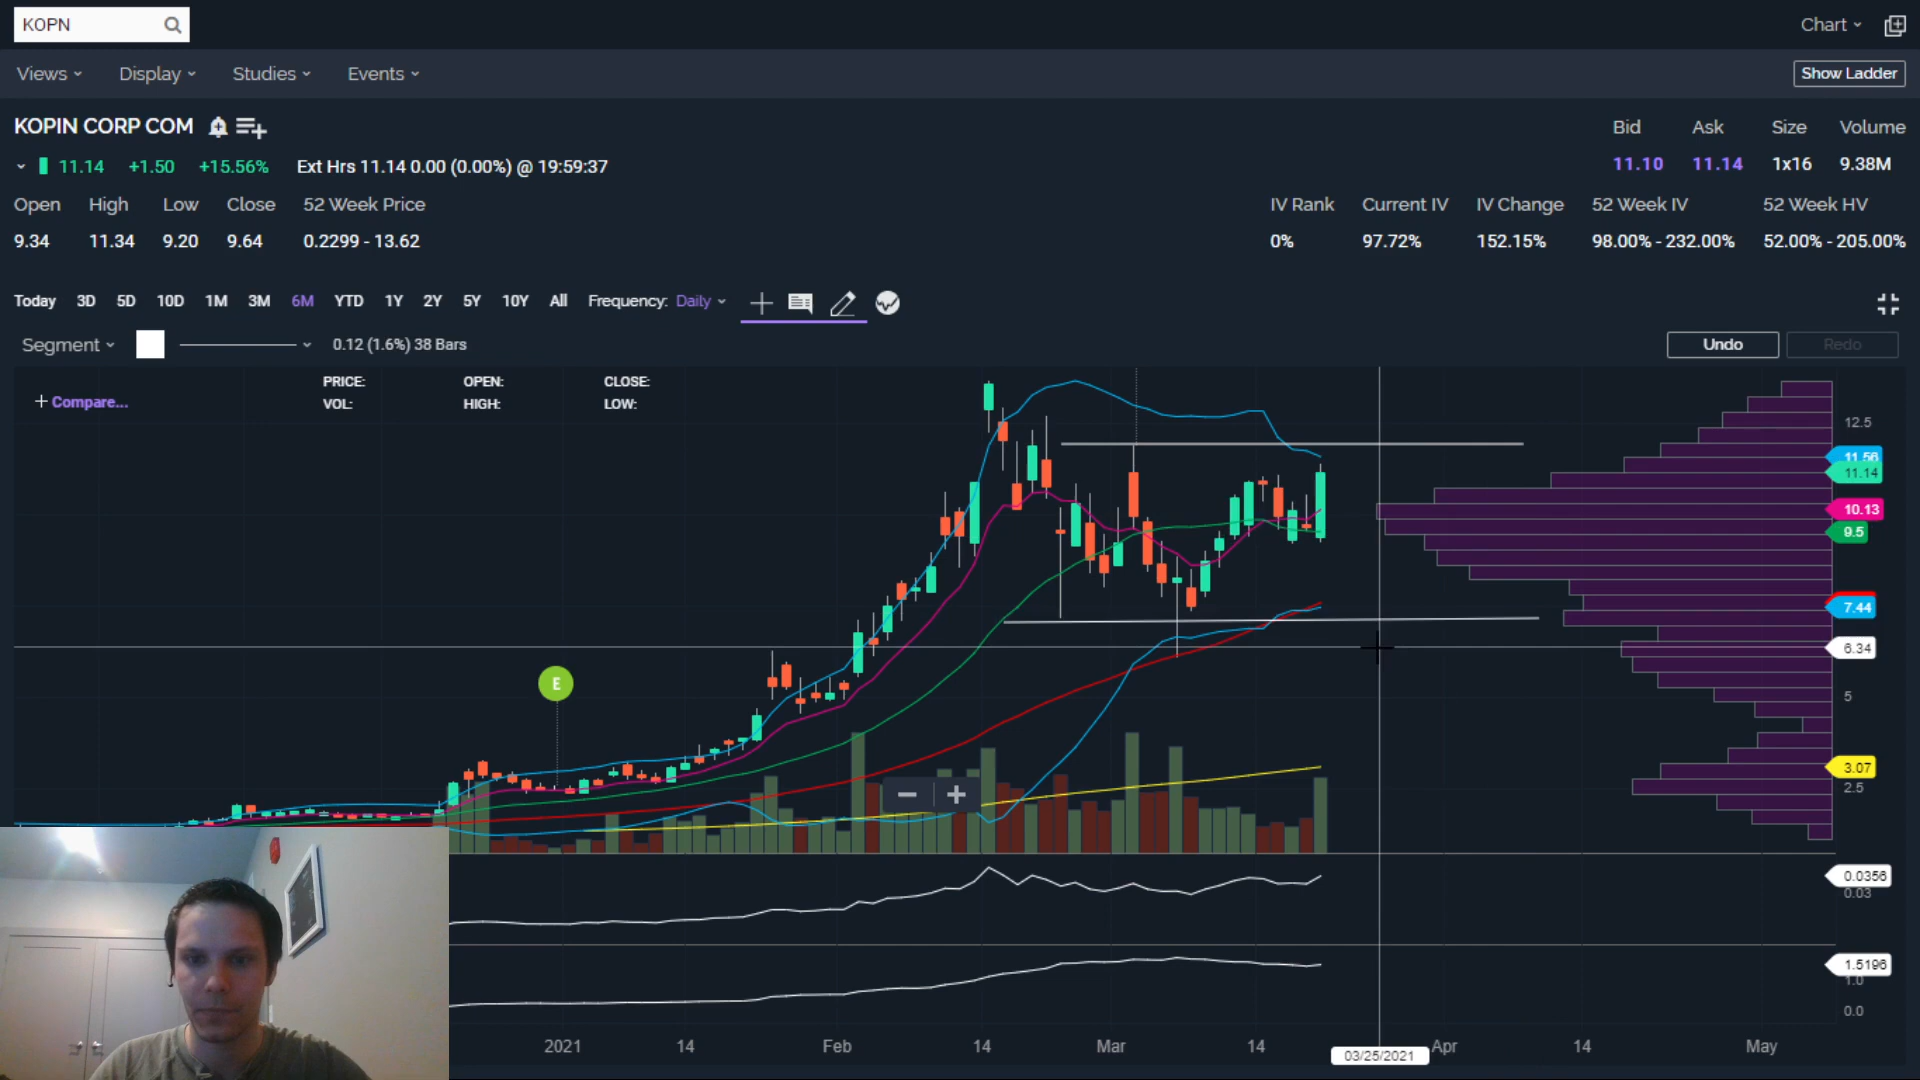 KOPN
Chart
Views Display Studies Events
Show Ladder
KOPIN CORP COM
Bid Ask Size Volume
11.14 +1.50 +15.56% Ext Hrs 11.14 0.00 (0.00%) @ 19:59:37
11.10 11.14 1x16 9.38M
Open High Low Close 52 Week Price
IV Rank Current IV IV Change 52 Week IV 52 Week HV
9.34 11.34 9.20 9.64 0.2299 - 13.62
0% 97.72% 152.15% 98.00% - 232.00% 52.00% - 205.00%
Today 3D 5D 10D 1M 3M 6M YTD 1Y 2Y 5Y 10Y All Frequency: Daily
Segment 0.12 (1.6%) 38 Bars
Undo Redo
+ Compare...
PRICE: OPEN: CLOSE:
VOL: HIGH: LOW:
12.5
11.56
11.14
10.13
9.5
7.44
6.34
E
5
3.07
2.5
0.0356
0.03
1.5196
1.0
0.0
2021 14 Feb 14 Mar 14 Apr 14 May
03/25/2021